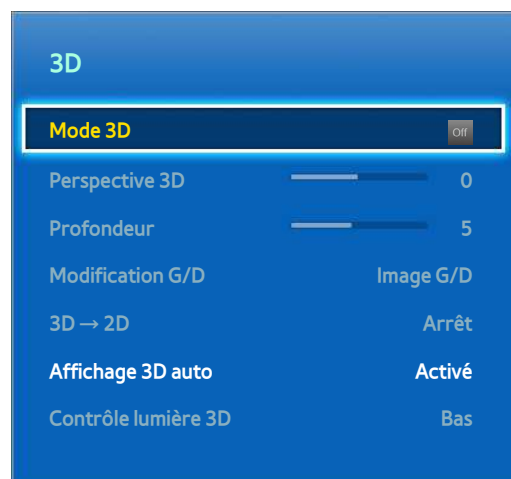 3D
Mode 3D Off
Perspective 3D 0
Profondeur 5
Modification G/D Image G/D
3D → 2D Arrêt
Affichage 3D auto Activé
Contrôle lumière 3D Bas